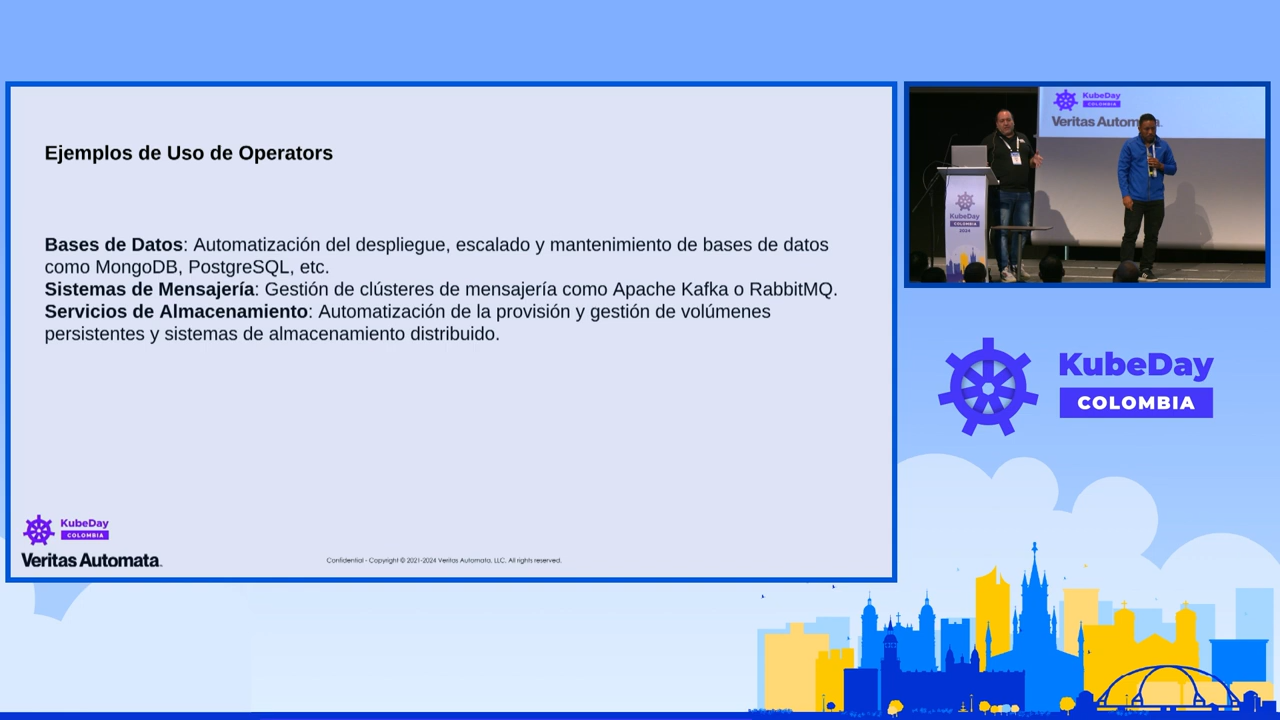 Ejemplos de Uso de Operators
Bases de Datos: Automatización del despliegue, escalado y mantenimiento de bases de datos
como MongoDB, PostgreSQL, etc.
Sistemas de Mensajería: Gestión de clústeres de mensajería como Apache Kafka o RabbitMQ.
Servicios de Almacenamiento: Automatización de la provisión y gestión de volúmenes
persistentes y sistemas de almacenamiento distribuido.
KubeDay
COLOMBIA
Veritas Automata.
Confidential - Copyright © 2021-2024 Veritas Automata, LLC. All rights reserved.
KubeDay
COLOMBIA
Veritas Autom
KubeDay
COLOMBIA
2024
KubeDay
COLOMBIA